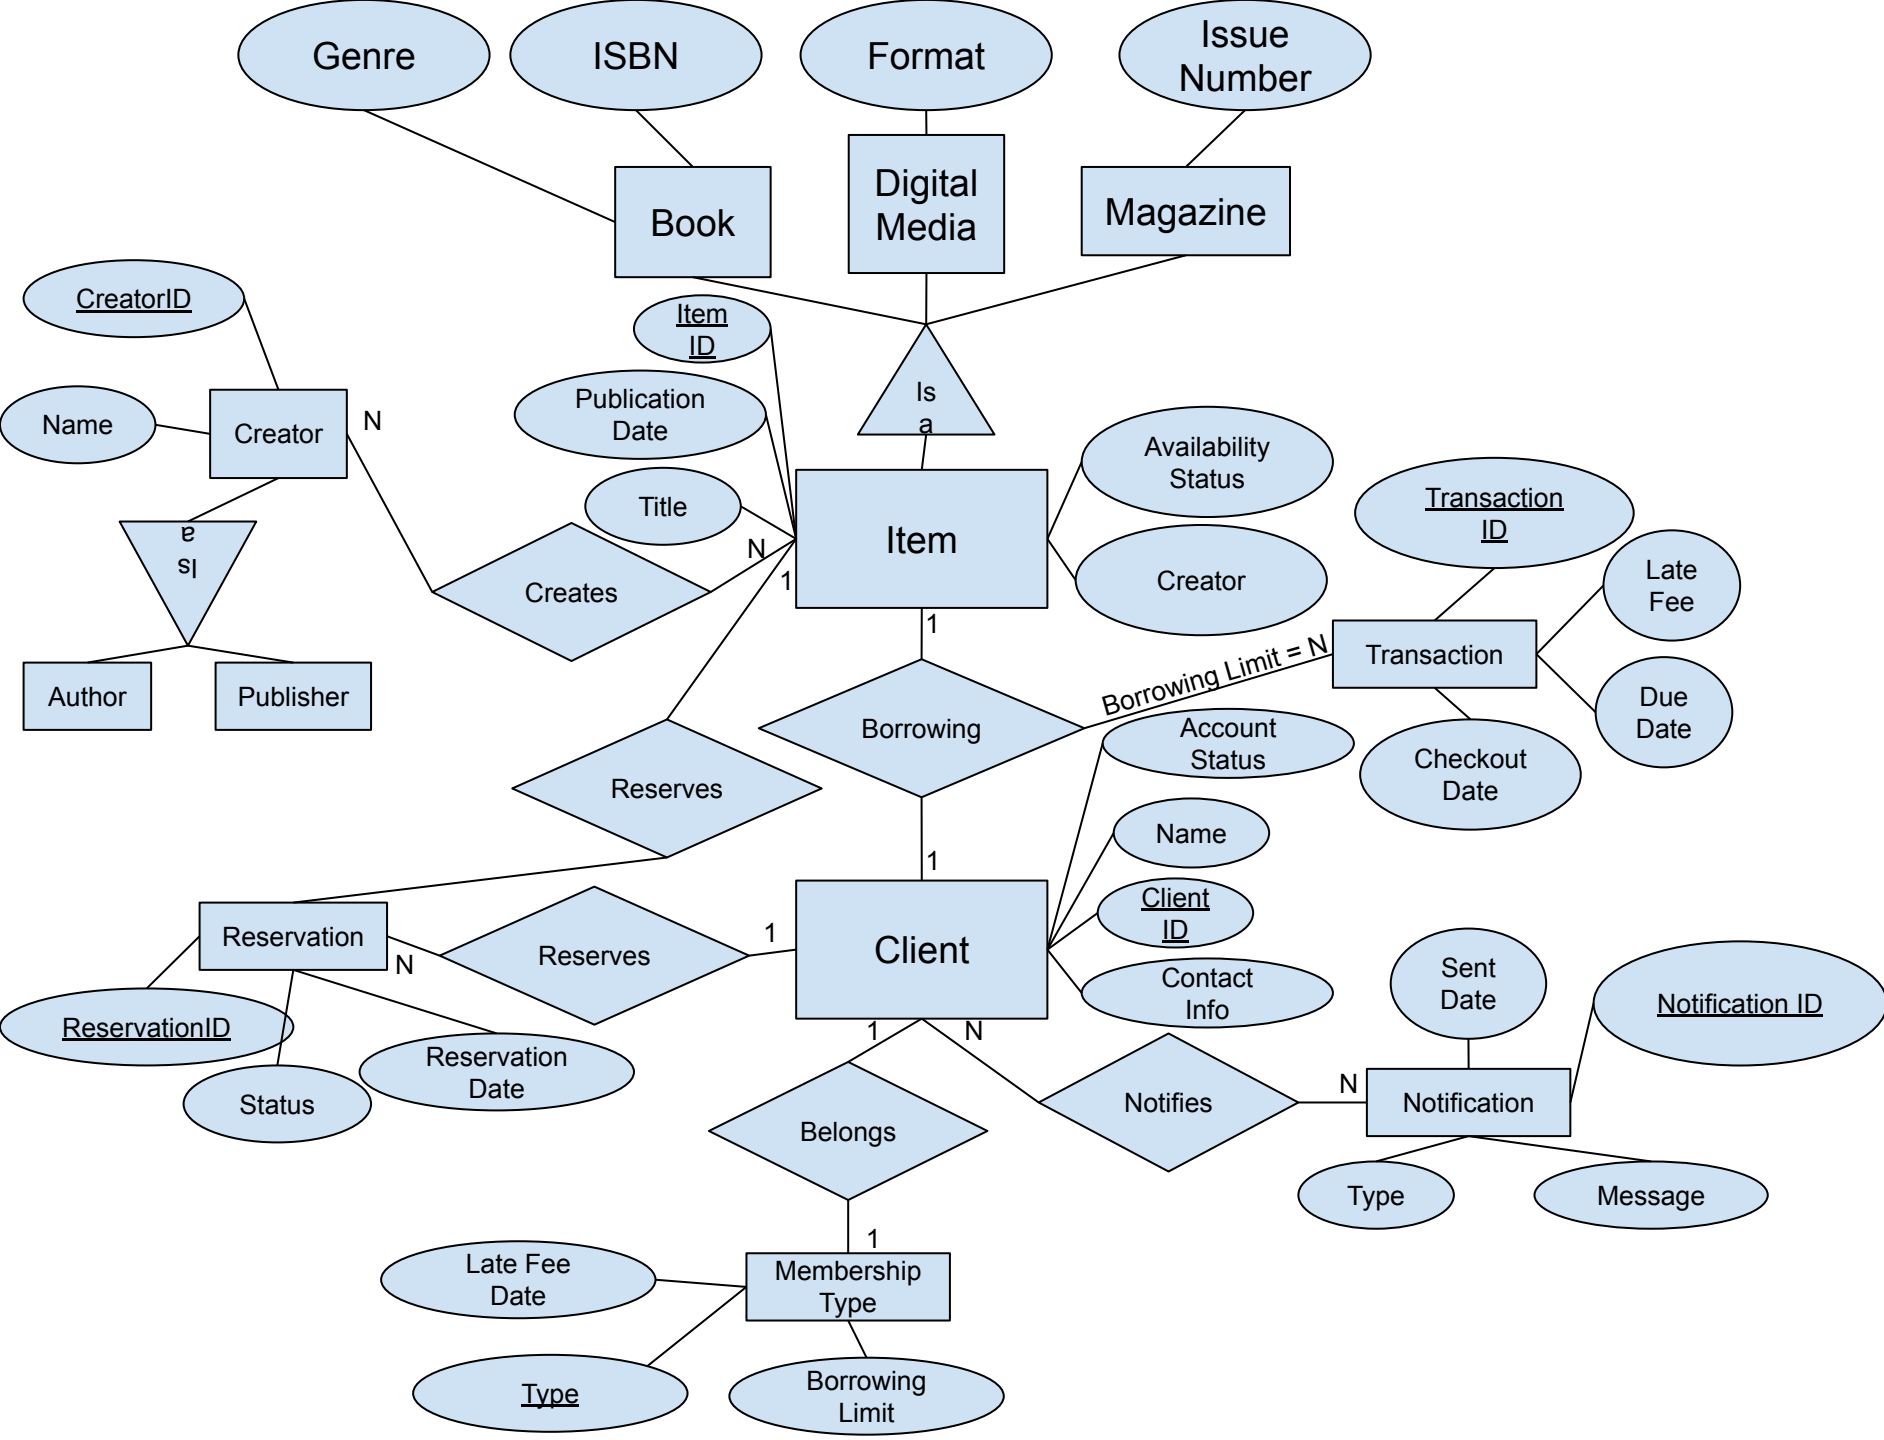 Genre
ISBN
Format
Issue
Number
Book
Digital
Media
Magazine
CreatorID
Name
Creator
N
Is
a
Author
Publisher
Item
ID
Publication
Date
Title
N
1
Creates
Is
a
Item
Availability
Status
Creator
1
Transaction
ID
Late
Fee
Due
Date
Checkout
Date
Transaction
Borrowing Limit = N
Borrowing
Reserves
1
Account
Status
Name
Client
ID
Contact
Info
Client
Reservation
N
Reserves
1
ReservationID
Status
Reservation
Date
1
N
Belongs
Notifies
N
Sent
Date
Notification ID
Notification
Type
Message
1
Membership
Type
Late Fee
Date
Type
Borrowing
Limit